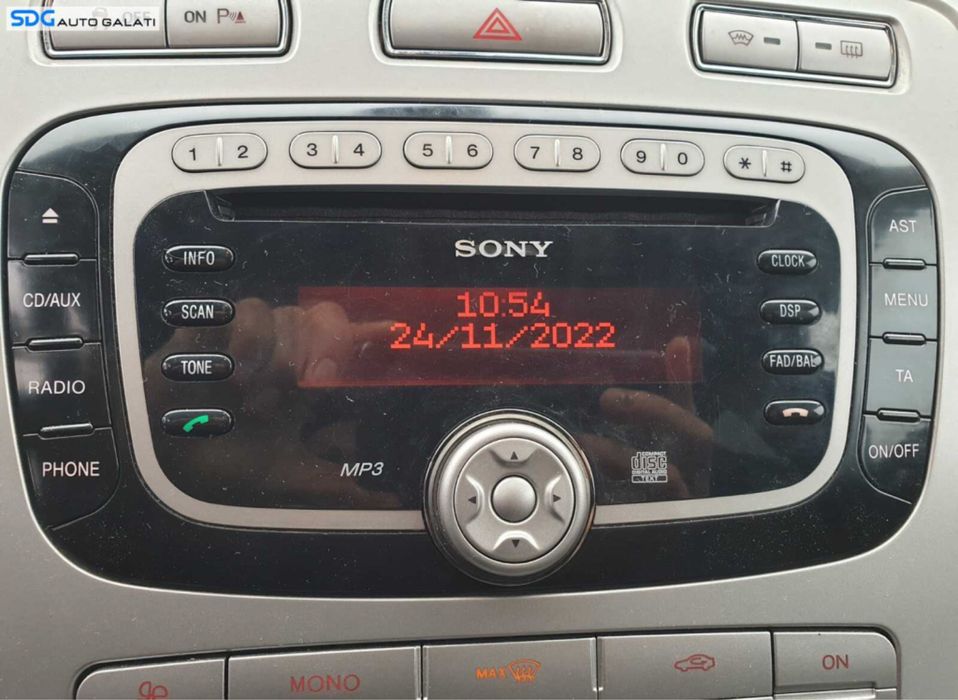 SDG AUTO GALATI
OFF
ON P
1 2 3 4 5 6 7 8 9 0 * #
SONY
10:54
24/11/2022
CD/AUX
RADIO
PHONE
INFO
SCAN
TONE
CLOCK
DSP
FAD/BAL
AST
MENU
TA
ON/OFF
MP3
COMPACT
disc
DIGITAL AUDIO
TEXT
MONO
MAX
ON